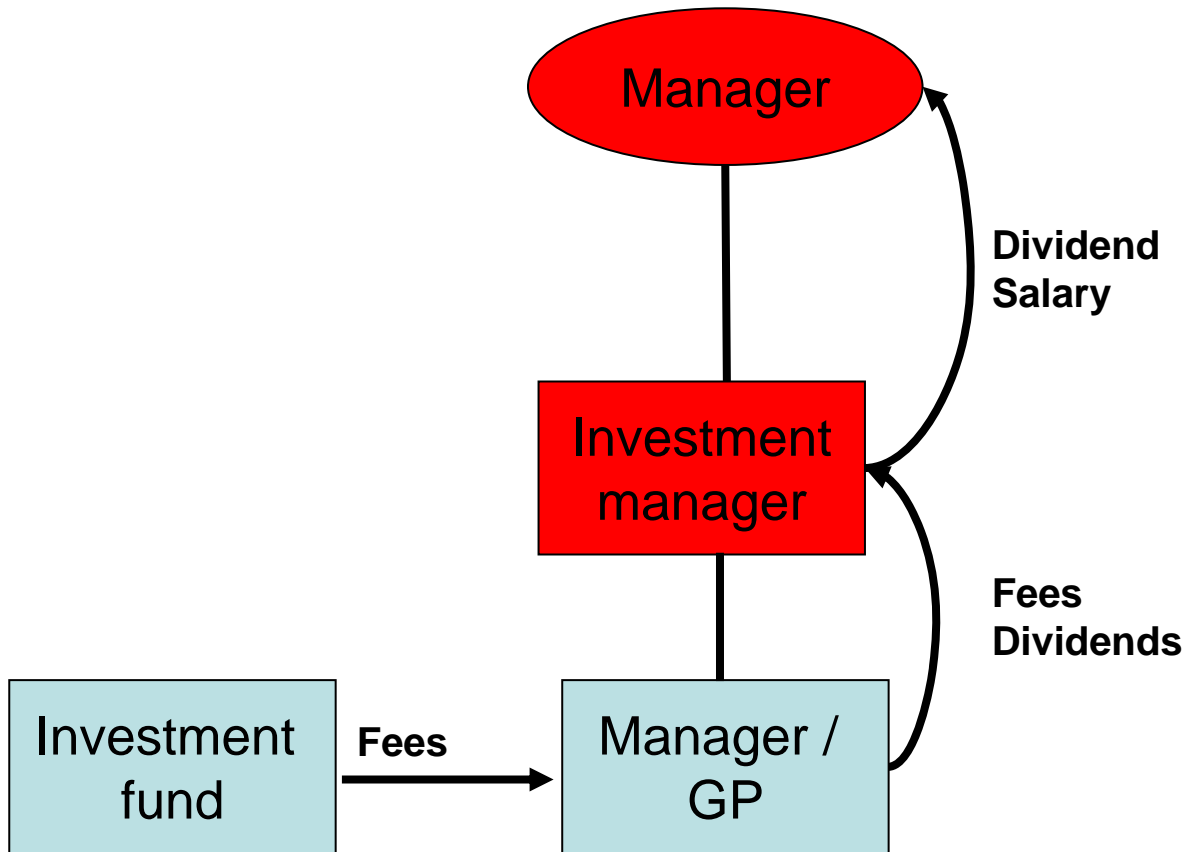 Manager
Dividend
Salary
Investment
manager
Fees
Dividends
Investment
fund
Fees
Manager /
GP